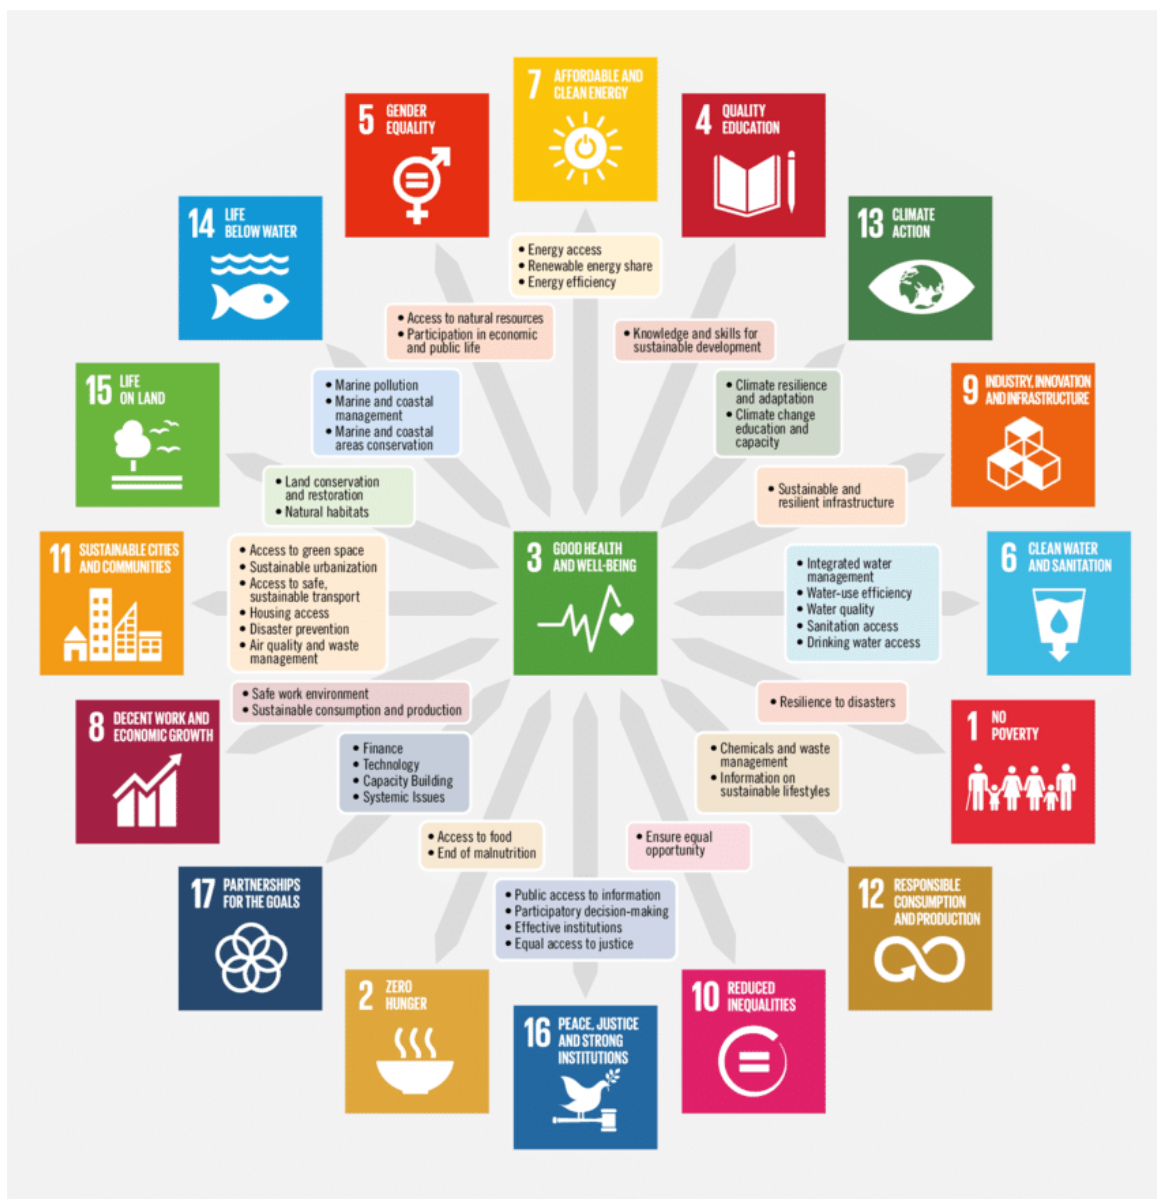 7 AFFORDABLE AND
CLEAN ENERGY
5 GENDER
EQUALITY
4 QUALITY
EDUCATION
14 LIFE
BELOW WATER
13 CLIMATE
ACTION
• Energy access
• Renewable energy share
• Energy efficiency
• Access to natural resources
• Participation in economic
and public life
• Knowledge and skills for
sustainable development
15 LIFE
ON LAND
• Marine pollution
• Marine and coastal
management
• Marine and coastal
areas conservation
• Climate resilience
and adaptation
• Climate change
education and
capacity
9 INDUSTRY, INNOVATION
AND INFRASTRUCTURE
• Land conservation
and restoration
• Natural habitats
• Sustainable and
resilient infrastructure
11 SUSTAINABLE CITIES
AND COMMUNITIES
• Access to green space
• Sustainable urbanization
• Access to safe,
sustainable transport
• Housing access
• Disaster prevention
• Air quality and waste
management
3 GOOD HEALTH
AND WELL-BEING
• Integrated water
management
• Water-use efficiency
• Water quality
• Sanitation access
• Drinking water access
6 CLEAN WATER
AND SANITATION
8 DECENT WORK AND
ECONOMIC GROWTH
• Safe work environment
• Sustainable consumption and production
• Resilience to disasters
1 NO
POVERTY
• Finance
• Technology
• Capacity Building
• Systemic Issues
• Chemicals and waste
management
• Information on
sustainable lifestyles
• Access to food
• End of malnutrition
• Ensure equal
opportunity
17 PARTNERSHIPS
FOR THE GOALS
• Public access to information
• Participatory decision-making
• Effective institutions
• Equal access to justice
12 RESPONSIBLE
CONSUMPTION
AND PRODUCTION
2 ZERO
HUNGER
16 PEACE, JUSTICE
AND STRONG
INSTITUTIONS
10 REDUCED
INEQUALITIES